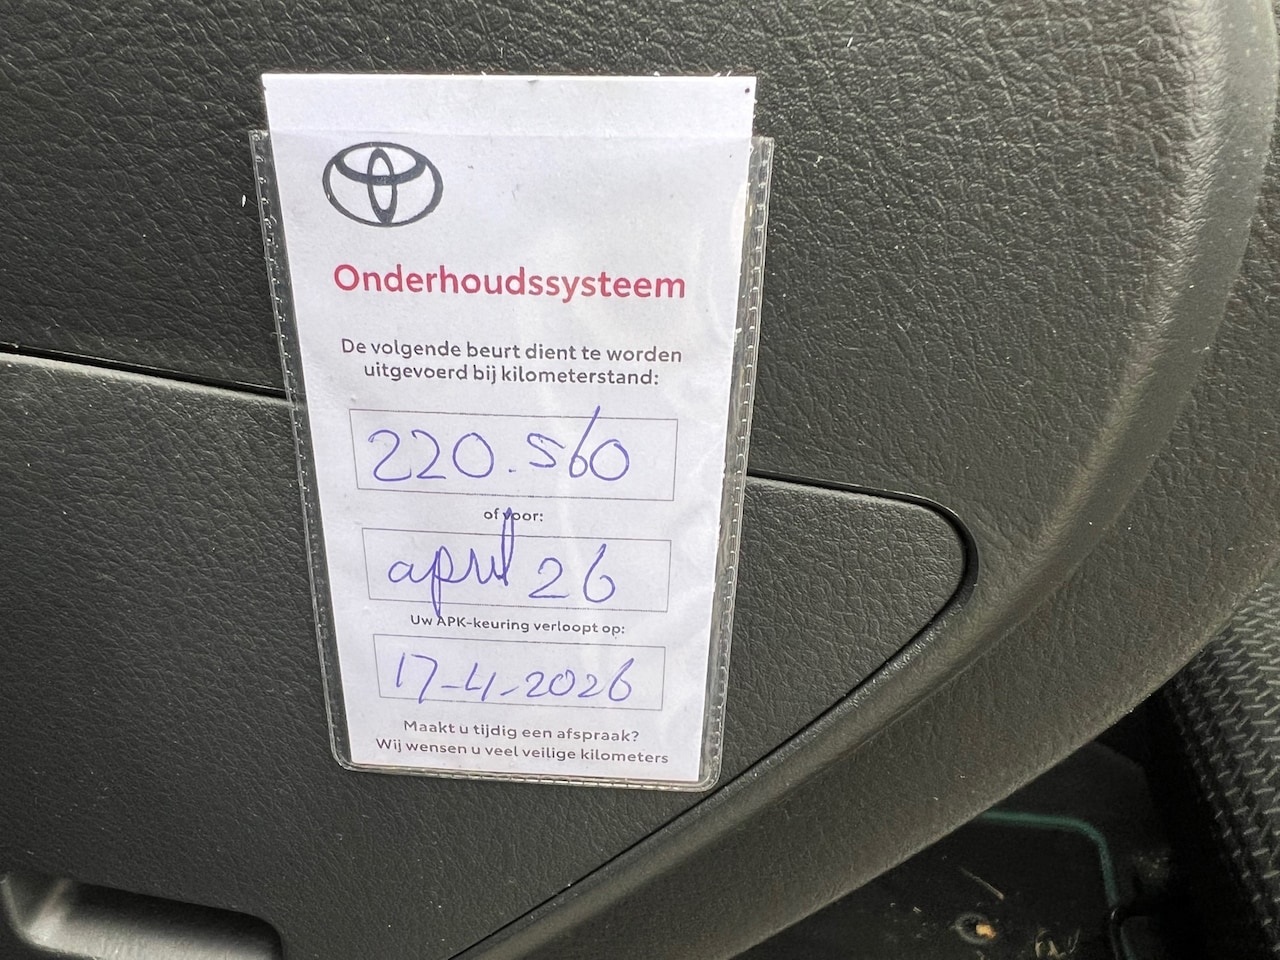 Onderhoudssysteem
De volgende beurt dient te worden
uitgevoerd bij kilometerstand:
220.560
of voor:
april 26
Uw APK-keuring verloopt op:
17-4-2026
Maakt u tijdig een afspraak?
Wij wensen u veel veilige kilometers